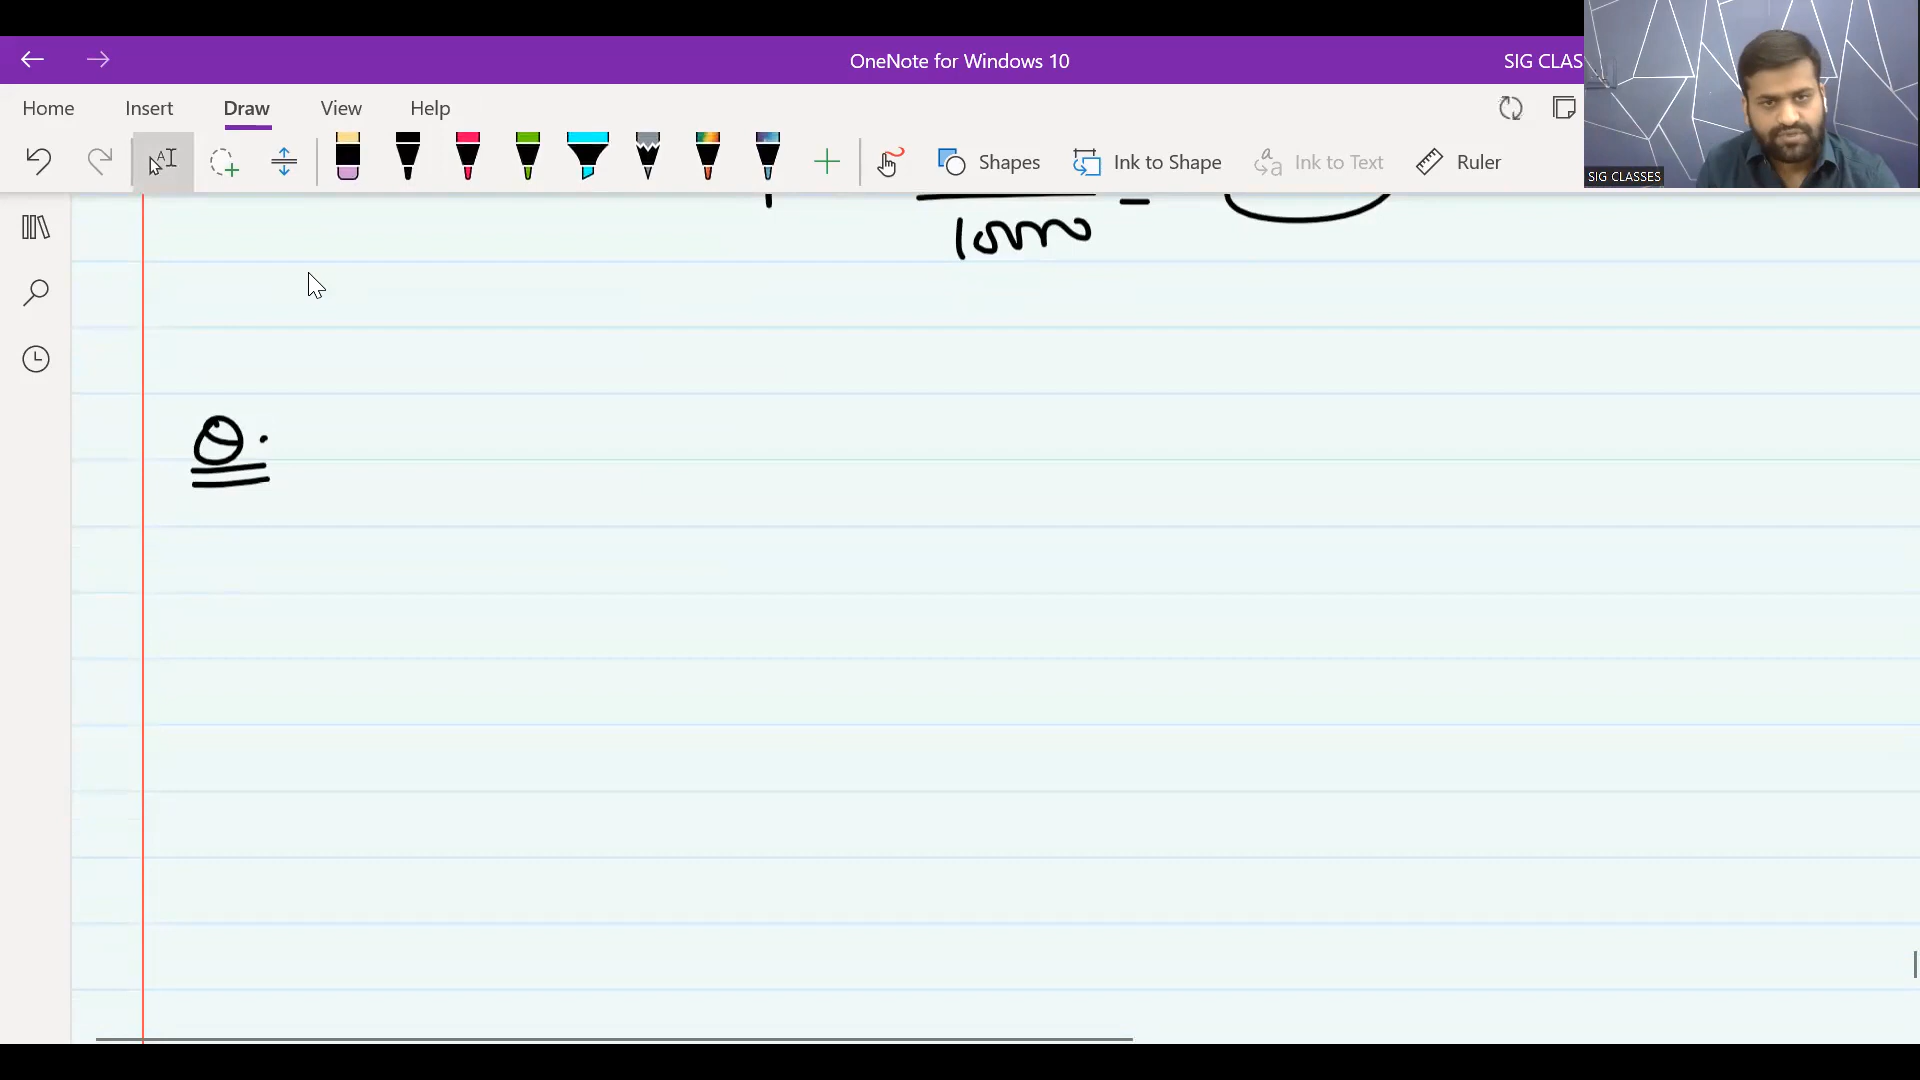 OneNote for Windows 10
SIG CLAS
Home Insert Draw View Help
Shapes Ink to Shape Ink to Text Ruler
SIG CLASSES
Q.